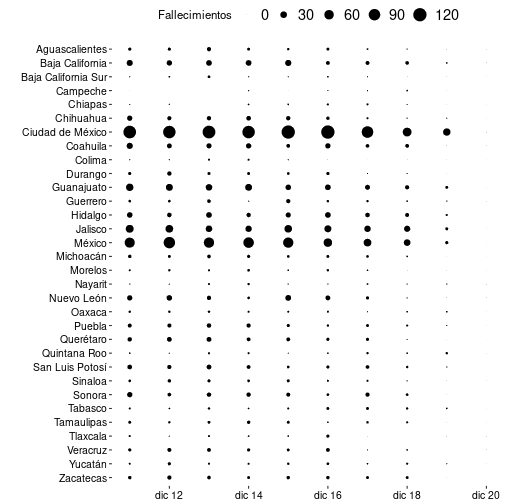 Fallecimientos 0 30 60 90 120
Aguascalientes
Baja California
Baja California Sur
Campeche
Chiapas
Chihuahua
Ciudad de México
Coahuila
Colima
Durango
Guanajuato
Guerrero
Hidalgo
Jalisco
México
Michoacán
Morelos
Nayarit
Nuevo León
Oaxaca
Puebla
Querétaro
Quintana Roo
San Luis Potosí
Sinaloa
Sonora
Tabasco
Tamaulipas
Tlaxcala
Veracruz
Yucatán
Zacatecas
dic 12 dic 14 dic 16 dic 18 dic 20